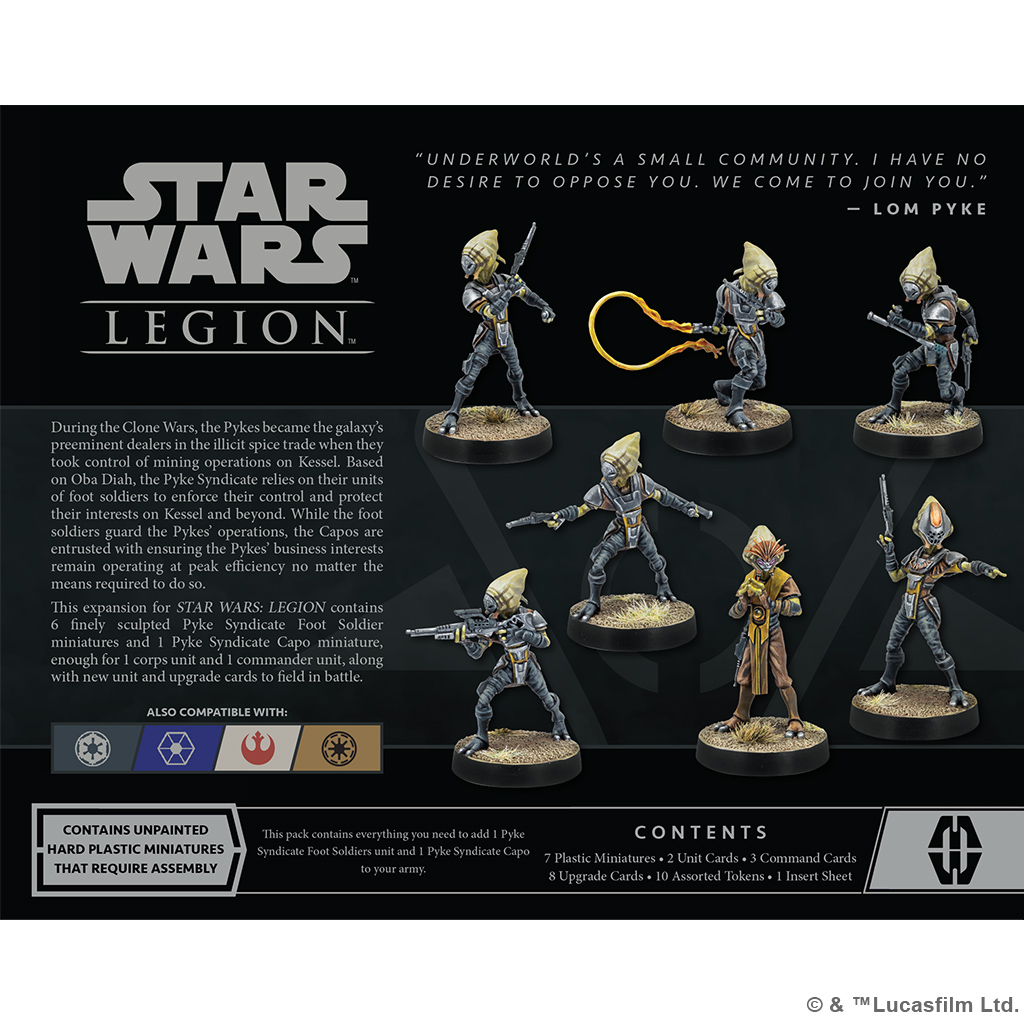 STAR
WARS™
LEGION™
“UNDERWORLD’S A SMALL COMMUNITY. I HAVE NO
DESIRE TO OPPOSE YOU. WE COME TO JOIN YOU.”
— LOM PYKE
During the Clone Wars, the Pykes became the galaxy’s
preeminent dealers in the illicit spice trade when they
took control of mining operations on Kessel. Based
on Oba Diah, the Pyke Syndicate relies on their units
of foot soldiers to enforce their control and protect
their interests on Kessel and beyond. While the foot
soldiers guard the Pykes’ operations, the Capos are
entrusted with ensuring the Pykes’ business interests
remain operating at peak efficiency no matter the
means required to do so.
This expansion for STAR WARS: LEGION contains
6 finely sculpted Pyke Syndicate Foot Soldier
miniatures and 1 Pyke Syndicate Capo miniature,
enough for 1 corps unit and 1 commander unit, along
with new unit and upgrade cards to field in battle.
ALSO COMPATIBLE WITH:
CONTAINS UNPAINTED
HARD PLASTIC MINIATURES
THAT REQUIRE ASSEMBLY
This pack contains everything you need to add 1 Pyke
Syndicate Foot Soldiers unit and 1 Pyke Syndicate Capo
to your army.
CONTENTS
7 Plastic Miniatures • 2 Unit Cards • 3 Command Cards
8 Upgrade Cards • 10 Assorted Tokens • 1 Insert Sheet
© & ™Lucasfilm Ltd.